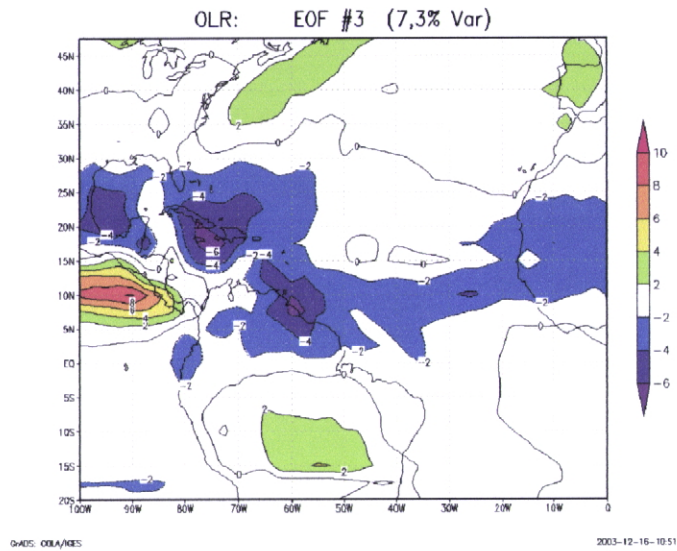 OLR: EOF #3 (7,3% Var)
45N
40N
35N
30N
25N
20N
15N
10N
5N
EQ
5S
10S
15S
20S
100W 90W 80W 70W 60W 50W 40W 30W 20W 10W 0
10
8
6
4
2
-2
-4
-6
GrADS: COLA/IGES
2003-12-16-10:51